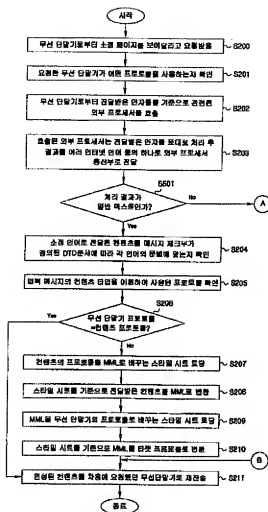 시작
무선 단말기로부터 소정 페이지를 보여달라고 요청받음
S200
요청한 무선 단말기가 어떤 프로토콜을 사용하는지 확인
S201
무선 단말기로부터 전달받은 인자들을 기준으로 관련된
외부 프로세서를 호출
S202
호출된 외부 프로세서는 전달받은 인자를 토대로 처리 후
결과를 여러 인터넷 언어 중의 하나로 외부 프로세서
통신부로 전달
S203
S501
처리 결과가
일반 텍스트인가?
No
A
Yes
소정 언어로 전달된 컨텐츠를 메시지 체크부가
정의된 DTD문서에 따라 각 언어의 문법에 맞는지 확인
S204
업북 메시지의 컨텐츠 타입을 이용하여 사용된 프로토콜 확인
S205
Yes
S206
무선 단말기 프로토콜
=컨텐츠 프로토콜?
No
컨텐츠의 프로토콜을 MML로 바꾸는 스타일 시트 로딩
S207
스타일 시트를 기준으로 전달받은 컨텐츠를 MML로 변환
S208
MML을 무선 단말기의 프로토콜로 바꾸는 스타일 시트 로딩
S209
스타일 시트를 기준으로 MML을 타겟 프로토콜로 변환
S210
B
완성된 컨텐츠를 처음에 요청했던 무선단말기로 재전송
S211
종료